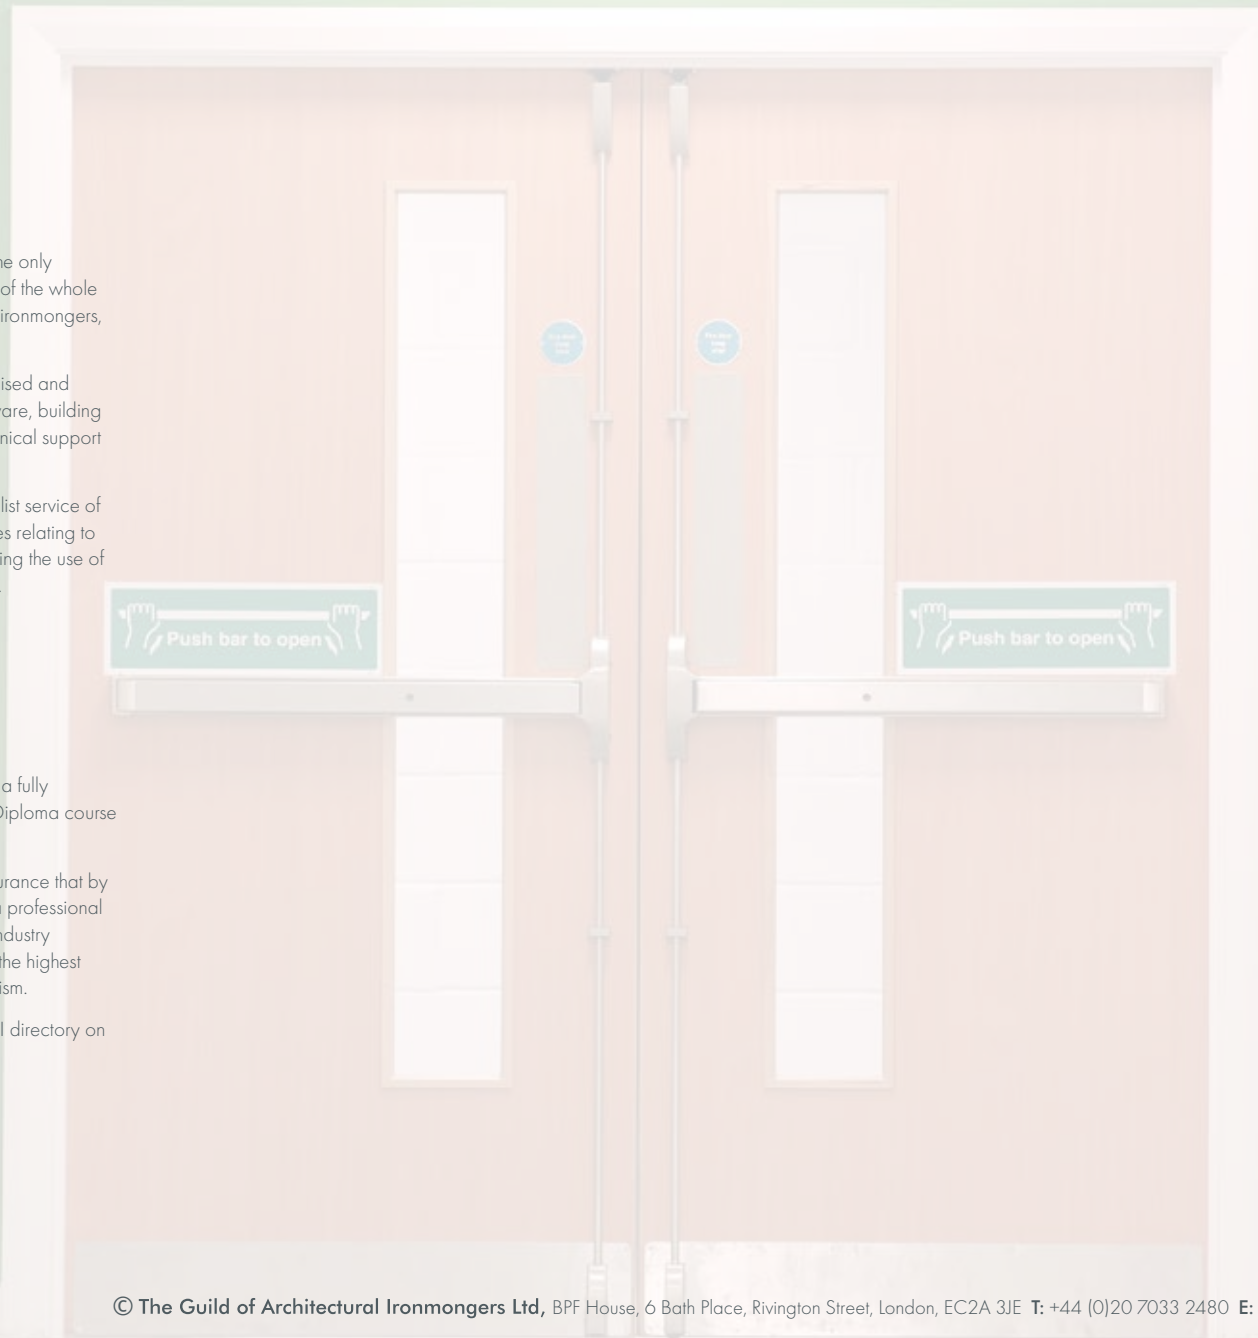 ne only
of the whole
ironmongers,
ised and
are, building
nical support
list service of
es relating to
ing the use of
a fully
Diploma course
urance that by
professional
ndustry
the highest
ism.
I directory on
Push bar to open
Push bar to open
© The Guild of Architectural Ironmongers Ltd, BPF House, 6 Bath Place, Rivington Street, London, EC2A 3JE T: +44 (0)20 7033 2480 E: